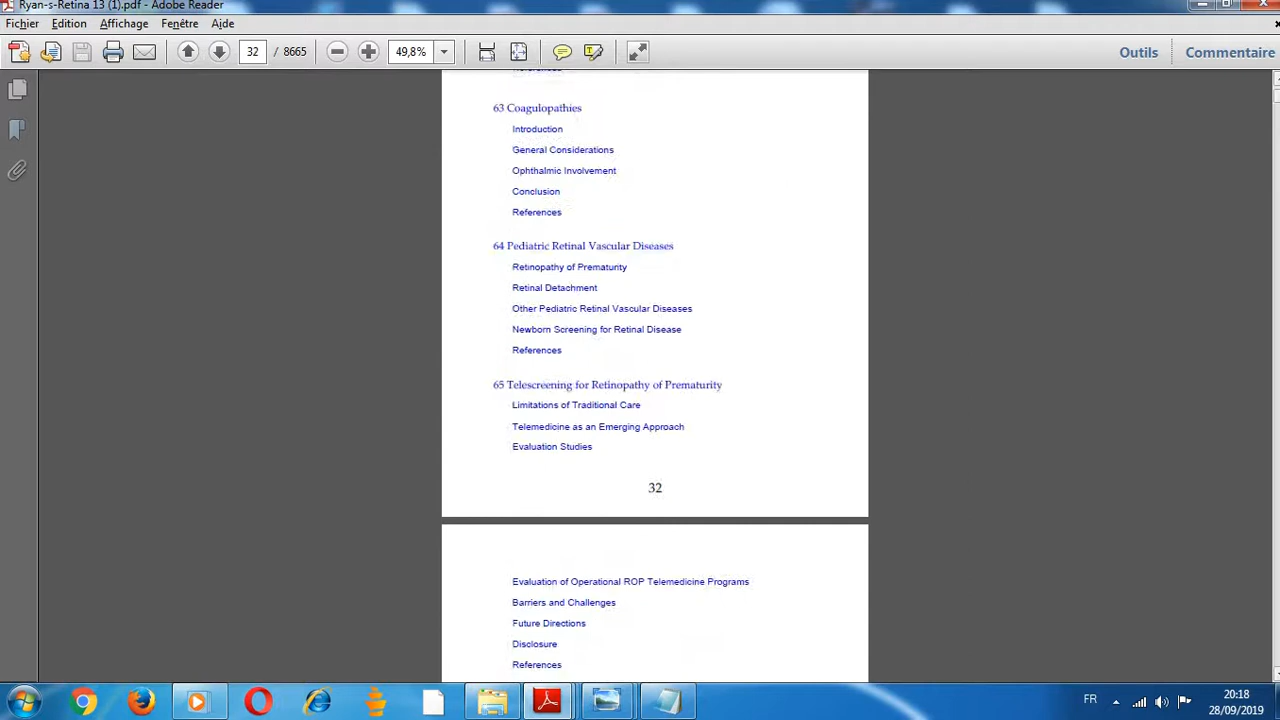 Ryan-s-Retina 13 (1).pdf - Adobe Reader
Fichier Edition Affichage Fenêtre Aide
32 / 8665 49,8% Outils Commentaire
References
63 Coagulopathies
Introduction
General Considerations
Ophthalmic Involvement
Conclusion
References
64 Pediatric Retinal Vascular Diseases
Retinopathy of Prematurity
Retinal Detachment
Other Pediatric Retinal Vascular Diseases
Newborn Screening for Retinal Disease
References
65 Telescreening for Retinopathy of Prematurity
Limitations of Traditional Care
Telemedicine as an Emerging Approach
Evaluation Studies
32
Evaluation of Operational ROP Telemedicine Programs
Barriers and Challenges
Future Directions
Disclosure
References
FR 20:18
28/09/2019